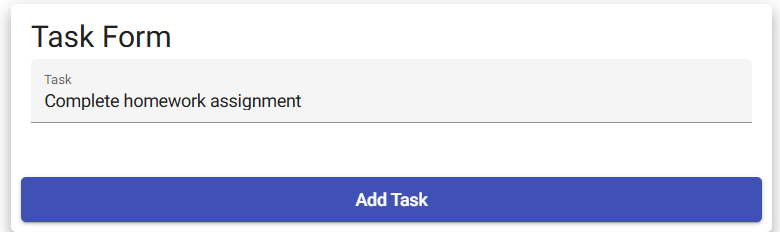 Task Form
Task
Complete homework assignment
Add Task